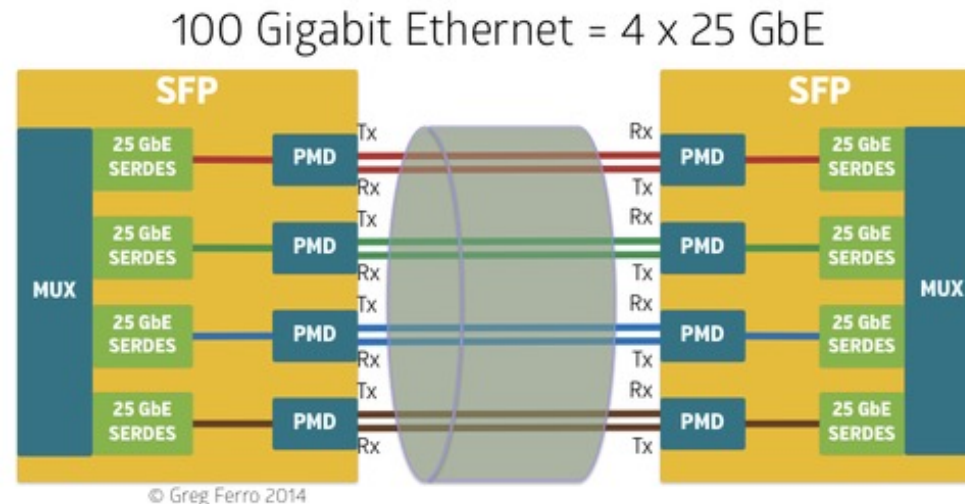 100 Gigabit Ethernet = 4 x 25 GbE
SFP
SFP
MUX
25 GbE
SERDES
PMD
Tx
Rx
Rx
Tx
PMD
25 GbE
SERDES
25 GbE
SERDES
PMD
Tx
Rx
Rx
Tx
PMD
25 GbE
SERDES
25 GbE
SERDES
PMD
Tx
Rx
Rx
Tx
PMD
25 GbE
SERDES
25 GbE
SERDES
PMD
Tx
Rx
Rx
Tx
PMD
25 GbE
SERDES
MUX
© Greg Ferro 2014